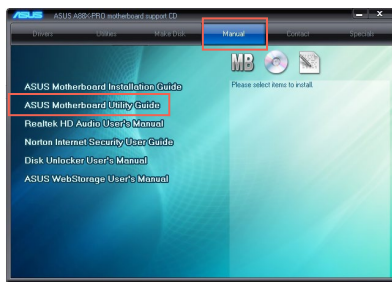 ASUS ASUS A88X-PRO motherboard support CD
Drivers Utilities Make Disk Manual Contact Specials
MB
Please select items to install.
ASUS Motherboard Installation Guide
ASUS Motherboard Utility Guide
Realtek HD Audio User's Manual
Norton Internet Security User Guide
Disk Unlocker User's Manual
ASUS WebStorage User's Manual